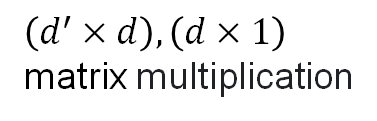 (d′ × d), (d × 1)
matrix multiplication